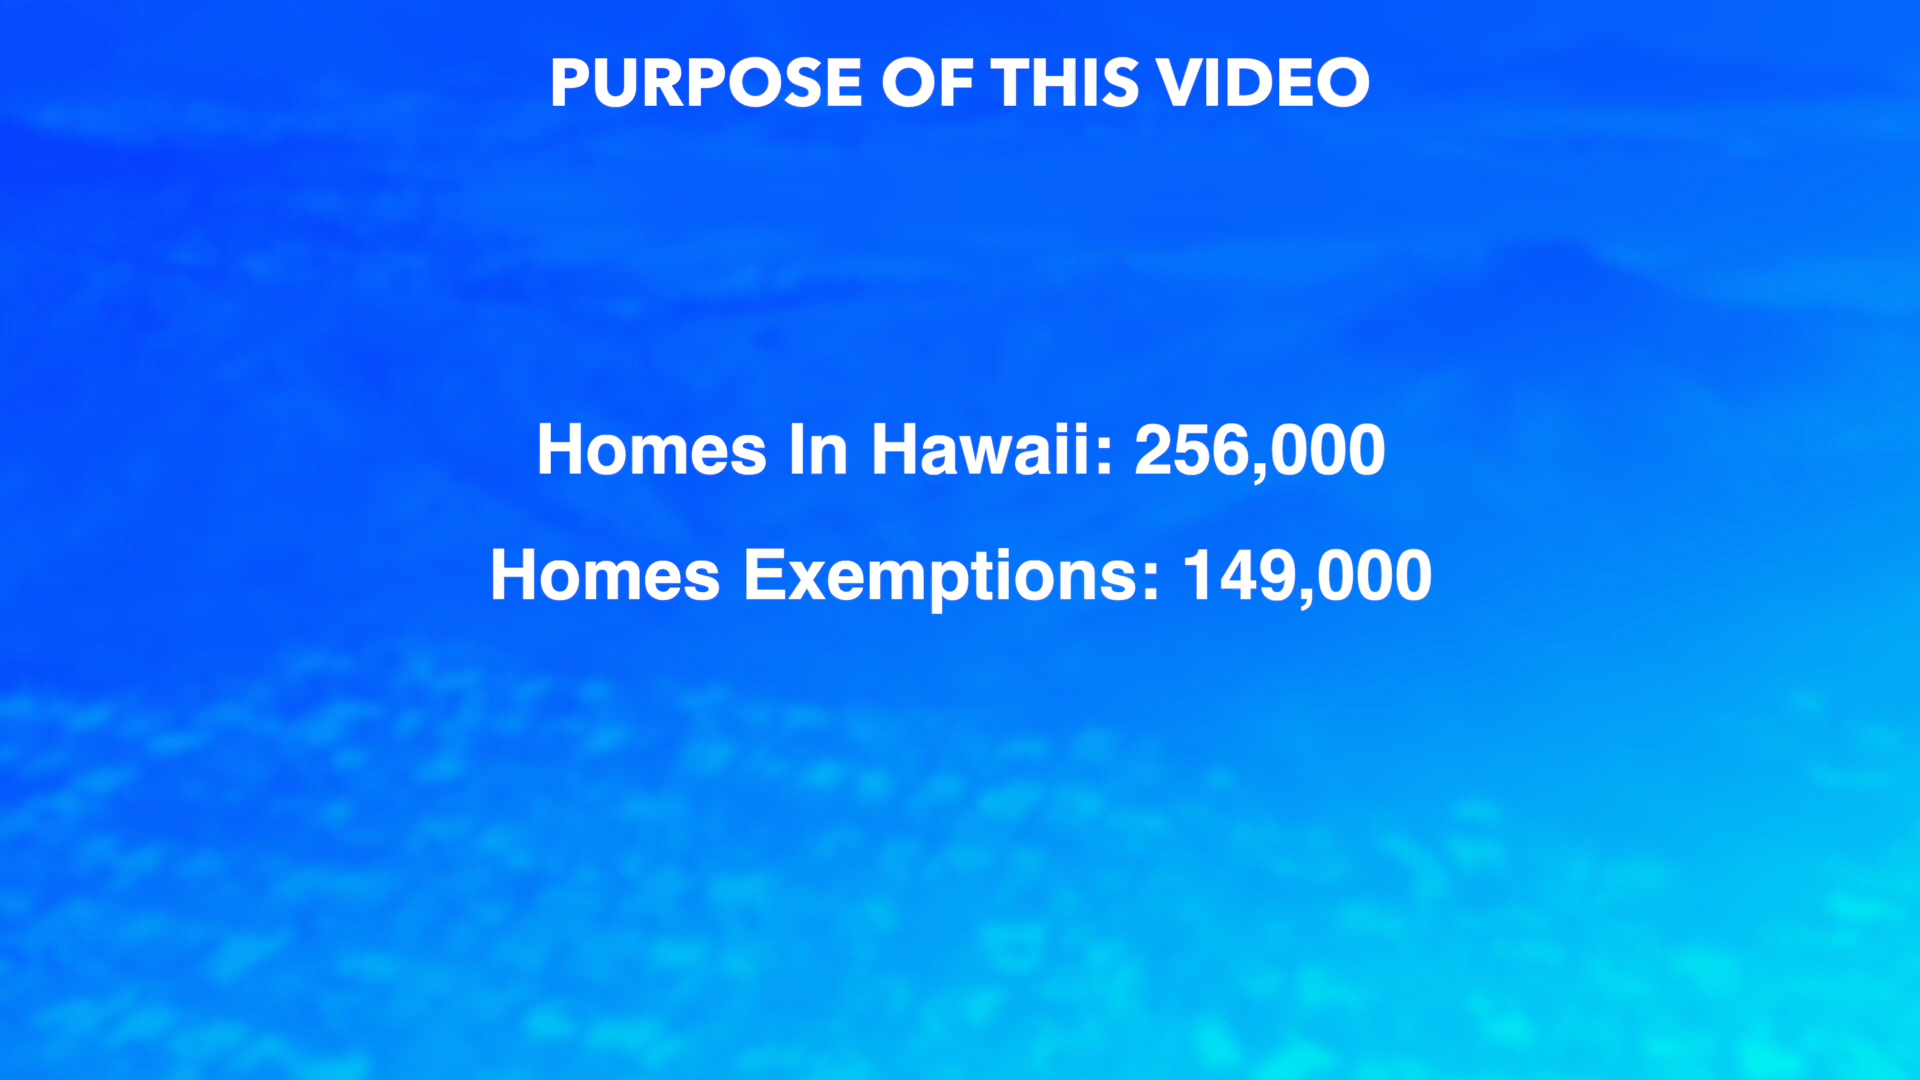 PURPOSE OF THIS VIDEO
Homes In Hawaii: 256,000
Homes Exemptions: 149,000